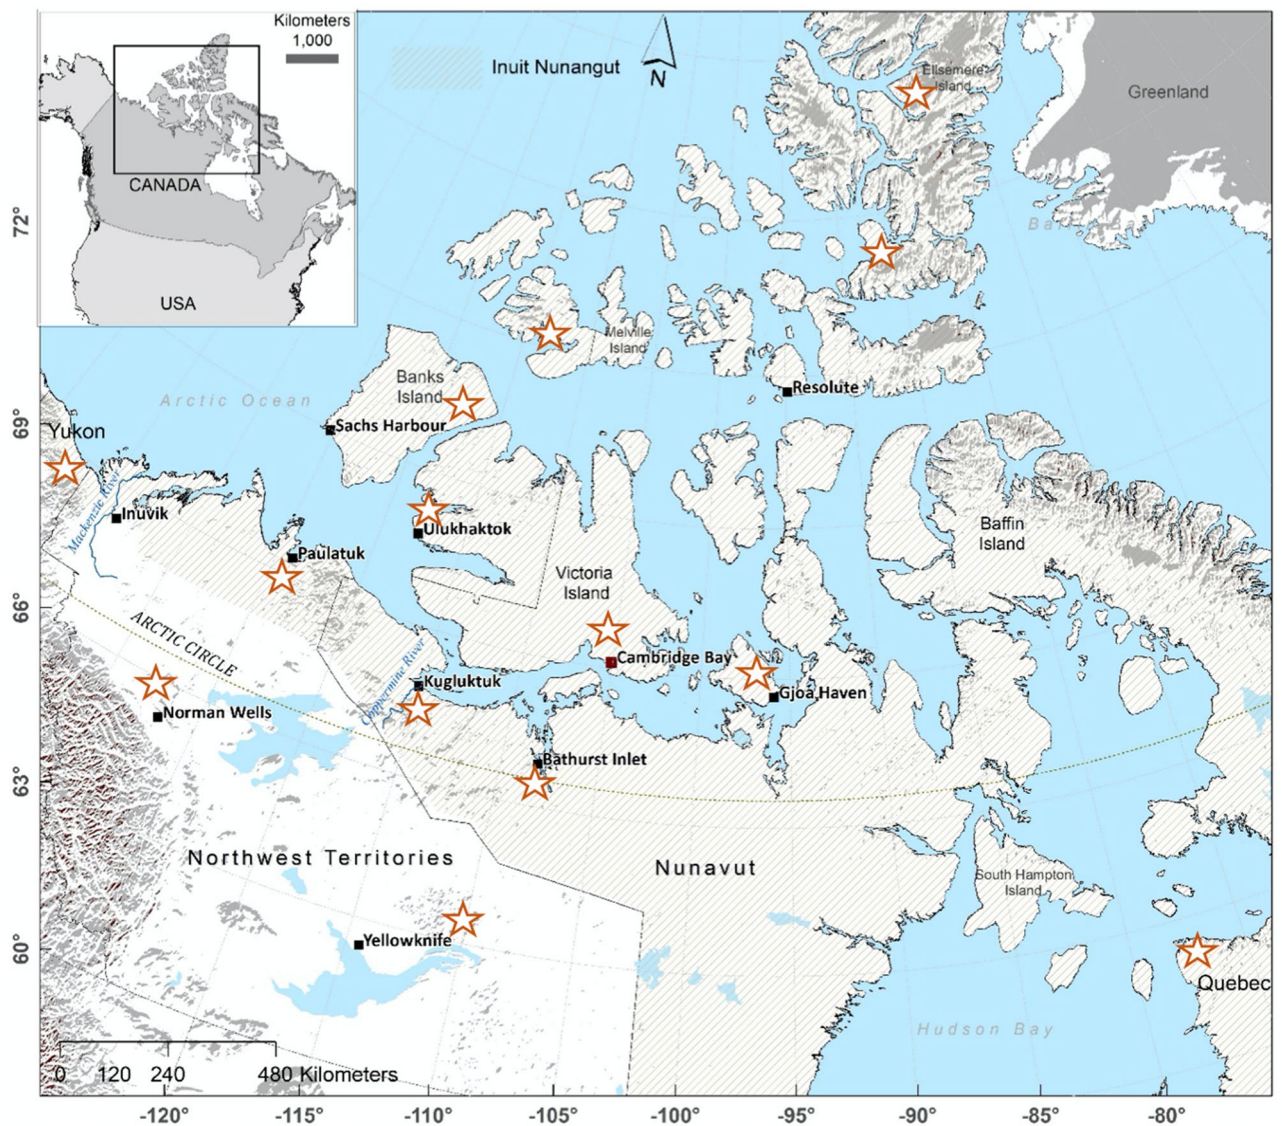 Kilometers
1,000
CANADA
USA
Inuit Nunangut
N
Ellsemere
Island
Greenland
72°
Melville
Island
Banks
Island
Resolute
Arctic Ocean
Sachs Harbour
69°
Yukon
Mackenzie River
Inuvik
Ulukhaktok
Baffin
Island
Paulatuk
Victoria
Island
66°
ARCTIC CIRCLE
Cambridge Bay
Coppermine River
Kugluktuk
Gjoa Haven
Norman Wells
Bathurst Inlet
63°
Northwest Territories
Nunavut
South Hampton
Island
Yellowknife
60°
Quebec
Hudson Bay
0 120 240 480 Kilometers
-120° -115° -110° -105° -100° -95° -90° -85° -80°